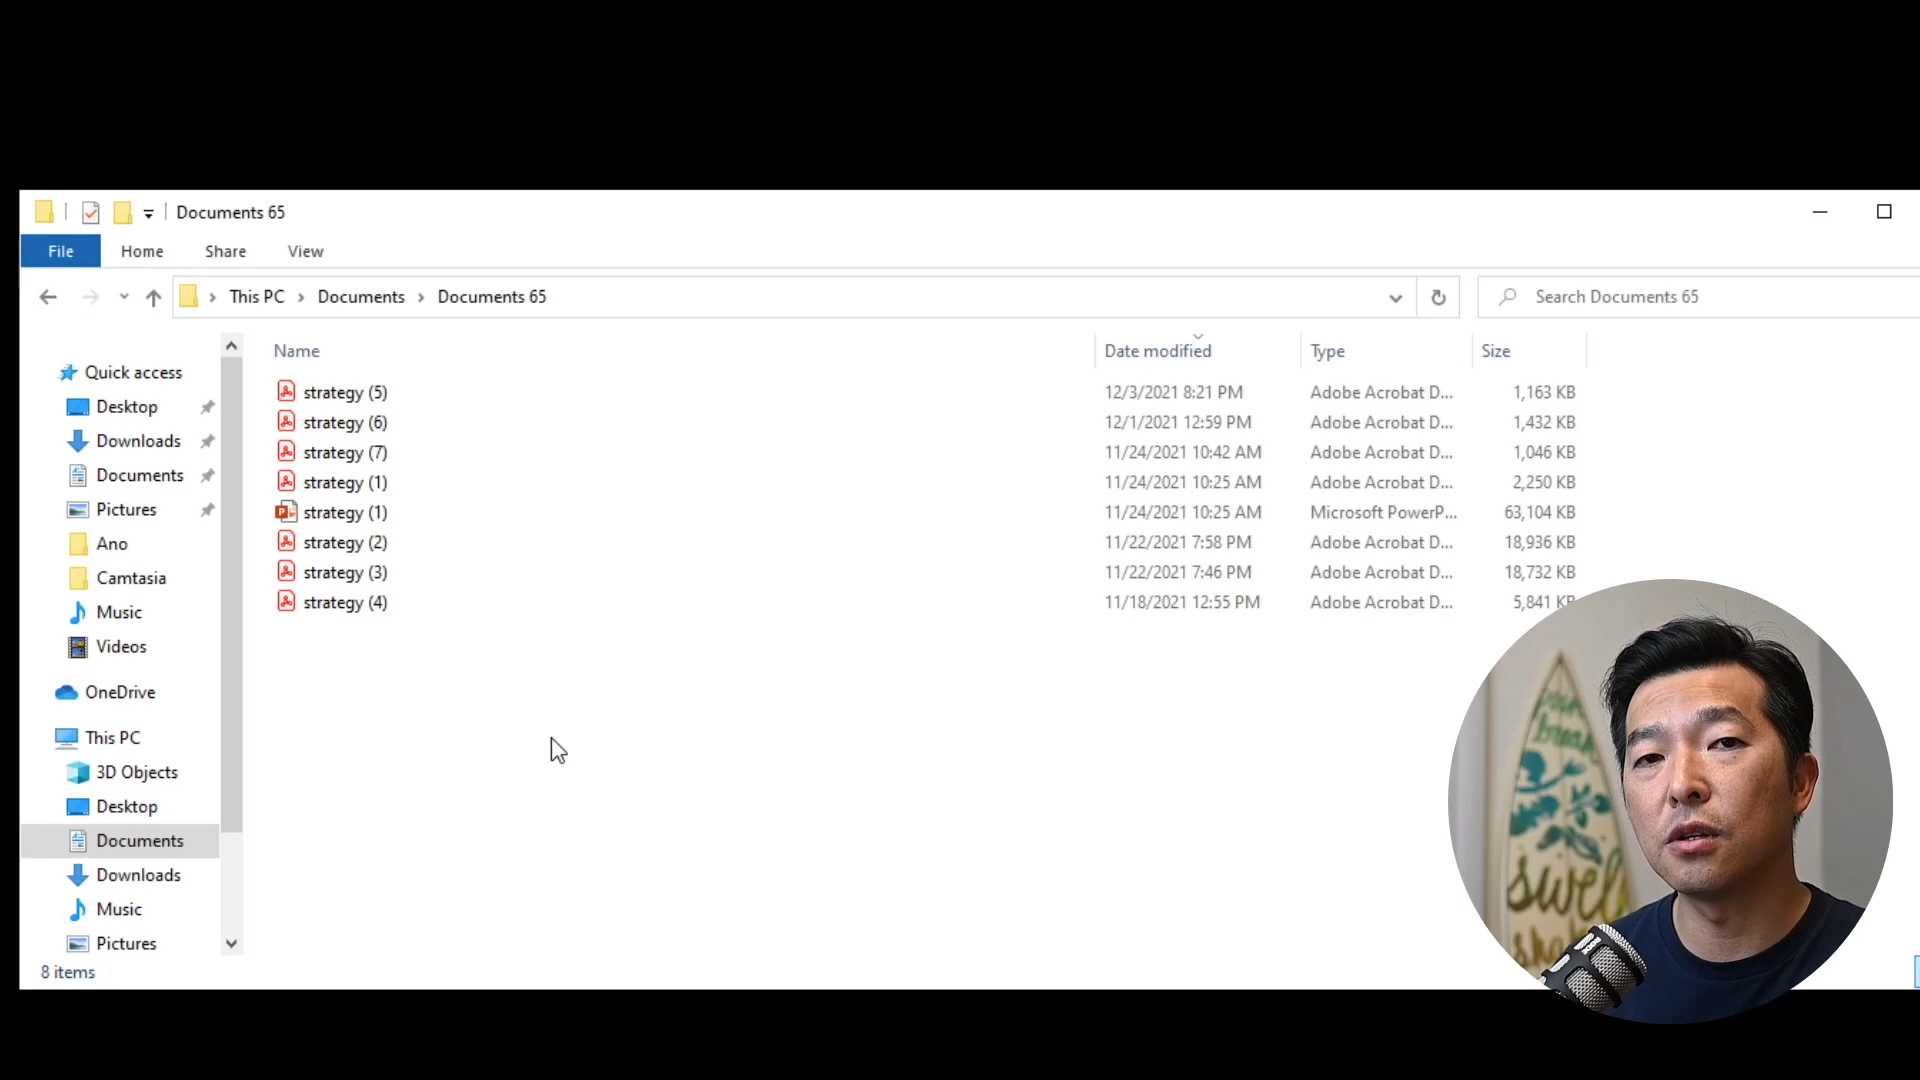 Documents 65
File Home Share View
This PC > Documents > Documents 65
Search Documents 65
Name Date modified Type Size
strategy (5) 12/3/2021 8:21 PM Adobe Acrobat D... 1,163 KB
strategy (6) 12/1/2021 12:59 PM Adobe Acrobat D... 1,432 KB
strategy (7) 11/24/2021 10:42 AM Adobe Acrobat D... 1,046 KB
strategy (1) 11/24/2021 10:25 AM Adobe Acrobat D... 2,250 KB
strategy (1) 11/24/2021 10:25 AM Microsoft PowerP... 63,104 KB
strategy (2) 11/22/2021 7:58 PM Adobe Acrobat D... 18,936 KB
strategy (3) 11/22/2021 7:46 PM Adobe Acrobat D... 18,732 KB
strategy (4) 11/18/2021 12:55 PM Adobe Acrobat D... 5,841 KB
Quick access
Desktop
Downloads
Documents
Pictures
Ano
Camtasia
Music
Videos
OneDrive
This PC
3D Objects
Desktop
Documents
Downloads
Music
Pictures
8 items
break
swel